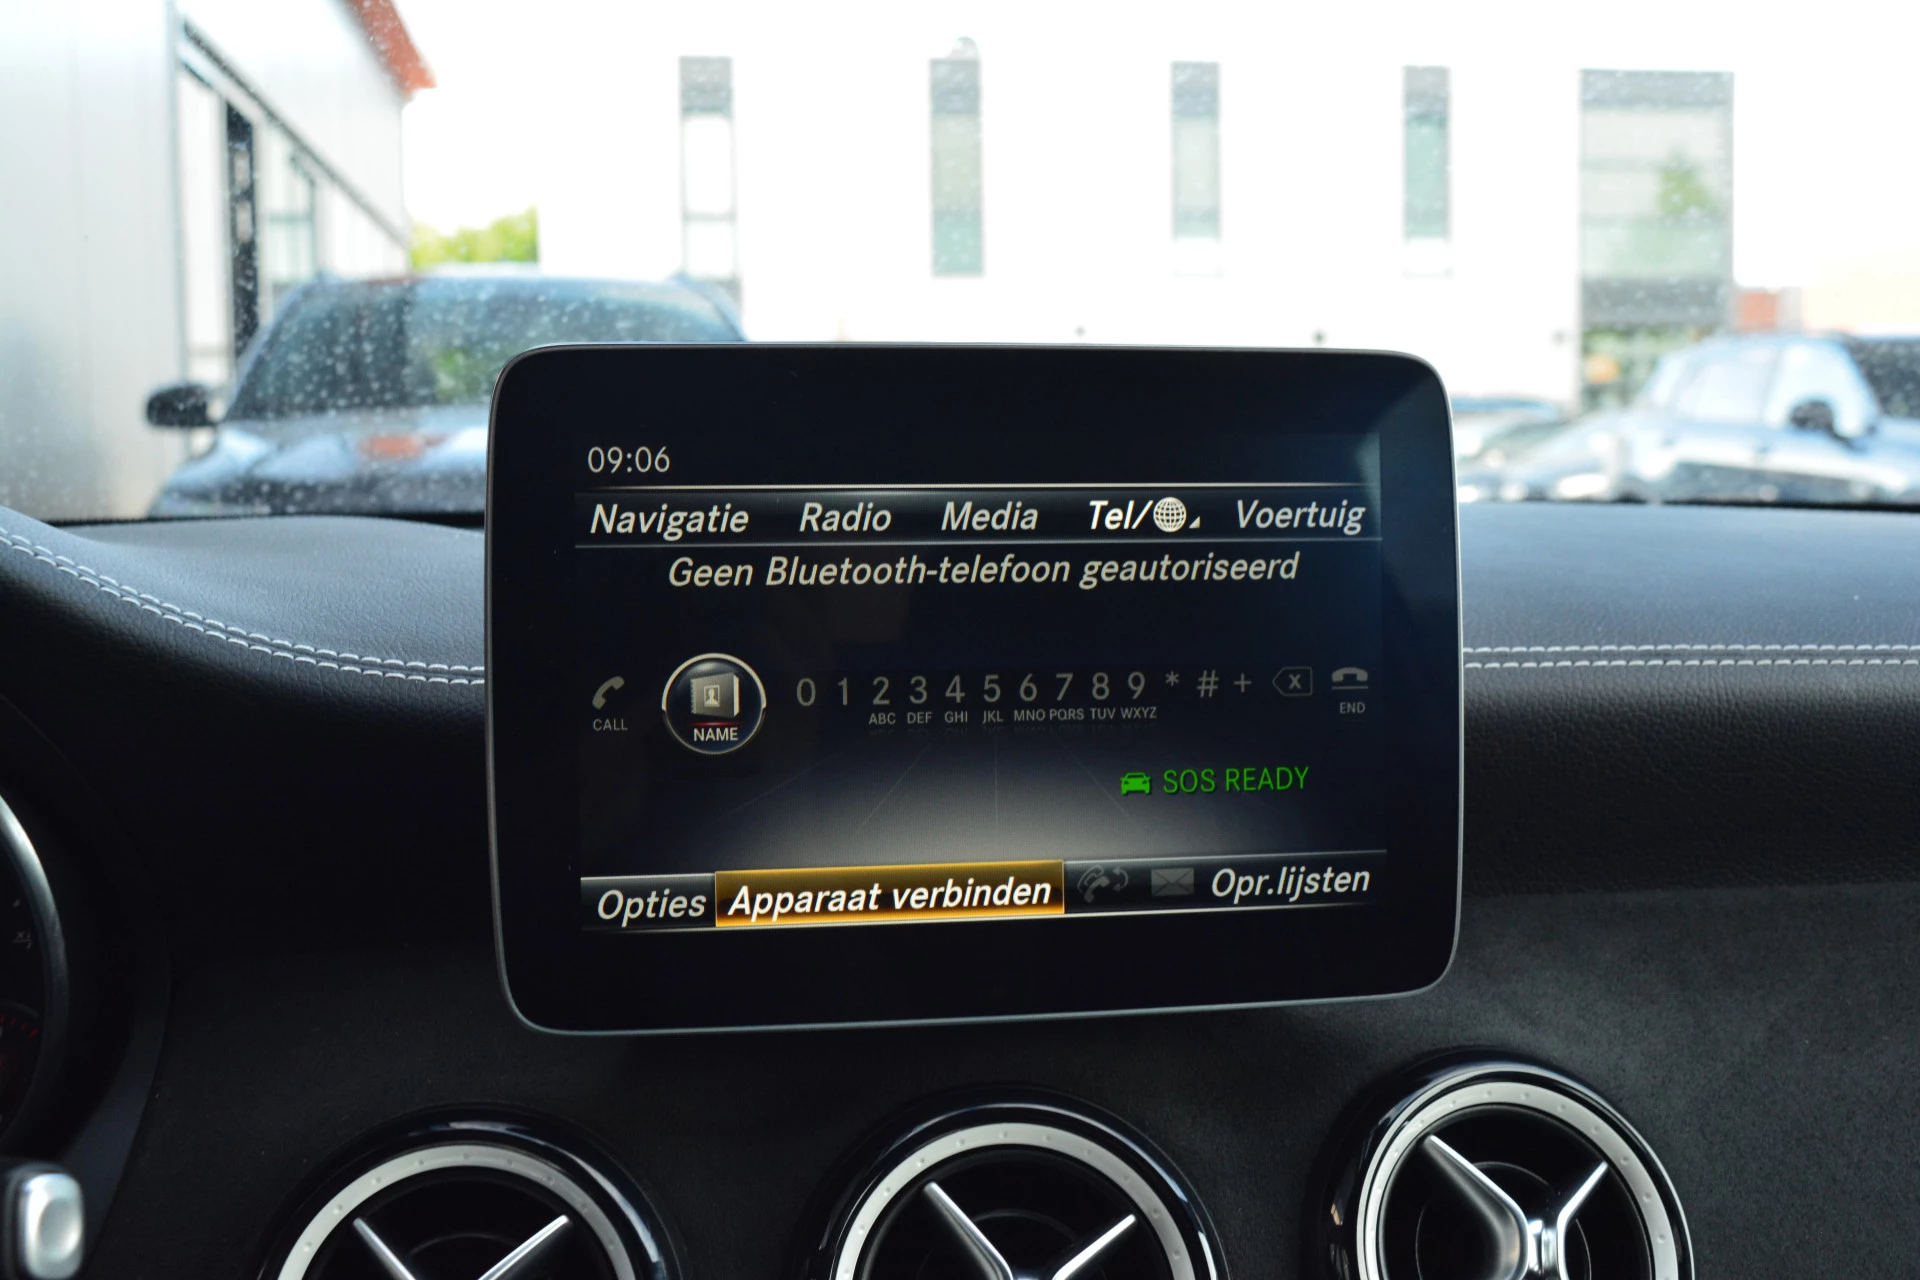 09:06
Navigatie Radio Media Tel/ Voertuig
Geen Bluetooth-telefoon geautoriseerd
0 1 2 3 4 5 6 7 8 9 * # + X
CALL NAME ABC DEF GHI JKL MNO PQRS TUV WXYZ END
SOS READY
Opties Apparaat verbinden Opr.lijsten